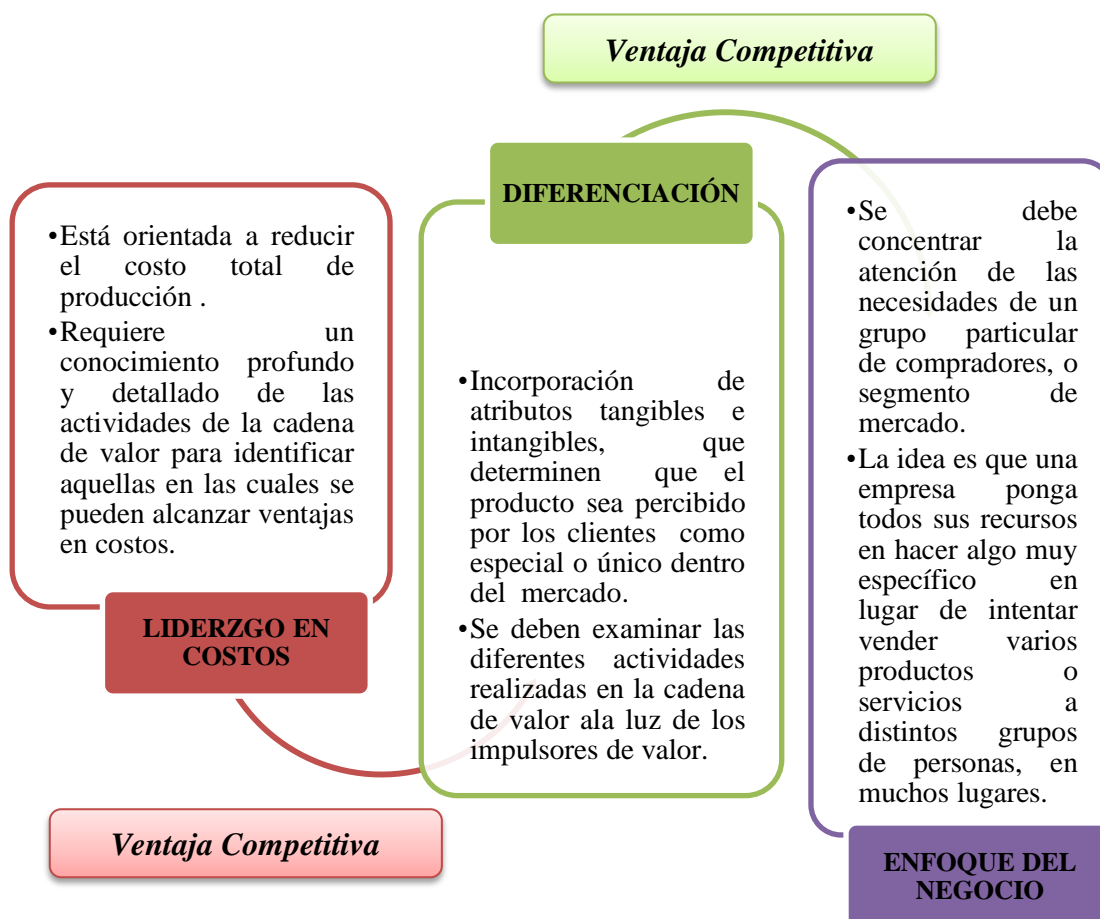 Ventaja Competitiva
•Está orientada a reducir
el costo total de
producción .
•Requiere un
conocimiento profundo
y detallado de las
actividades de la cadena
de valor para identificar
aquellas en las cuales se
pueden alcanzar ventajas
en costos.
LIDERZGO EN
COSTOS
DIFERENCIACIÓN
•Incorporación de
atributos tangibles e
intangibles, que
determinen que el
producto sea percibido
por los clientes como
especial o único dentro
del mercado.
•Se deben examinar las
diferentes actividades
realizadas en la cadena
de valor ala luz de los
impulsores de valor.
•Se debe
concentrar la
atención de las
necesidades de un
grupo particular
de compradores, o
segmento de
mercado.
•La idea es que una
empresa ponga
todos sus recursos
en hacer algo muy
específico en
lugar de intentar
vender varios
productos o
servicios a
distintos grupos
de personas, en
muchos lugares.
ENFOQUE DEL
NEGOCIO
Ventaja Competitiva